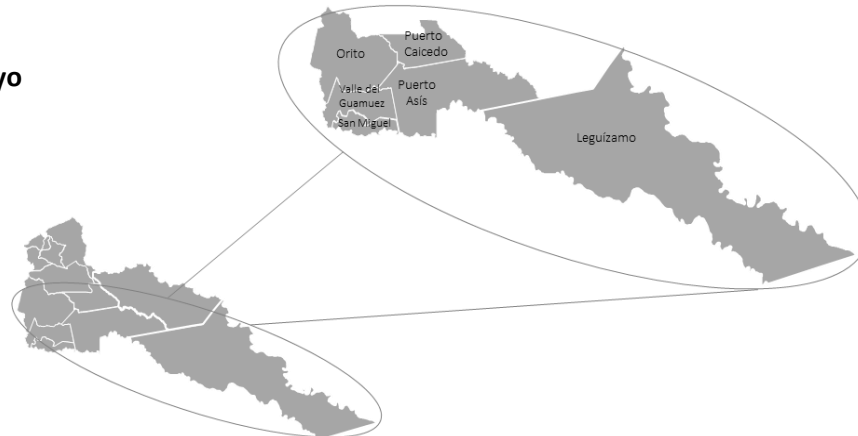 yo
Puerto
Caicedo
Orito
Valle del
Guamuez
Puerto
Asís
San Miguel
Leguízamo